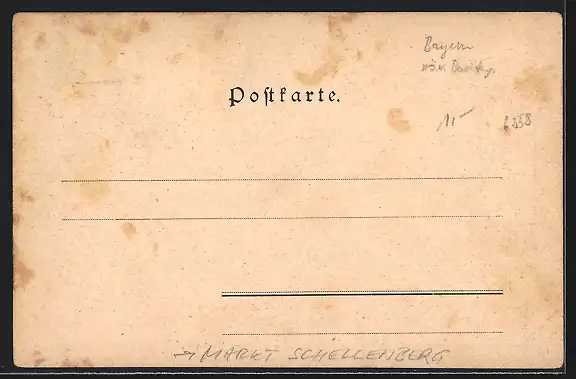 Bayern
Postkarte.
11 —
6258
→ MARKT SCHELLENBERG